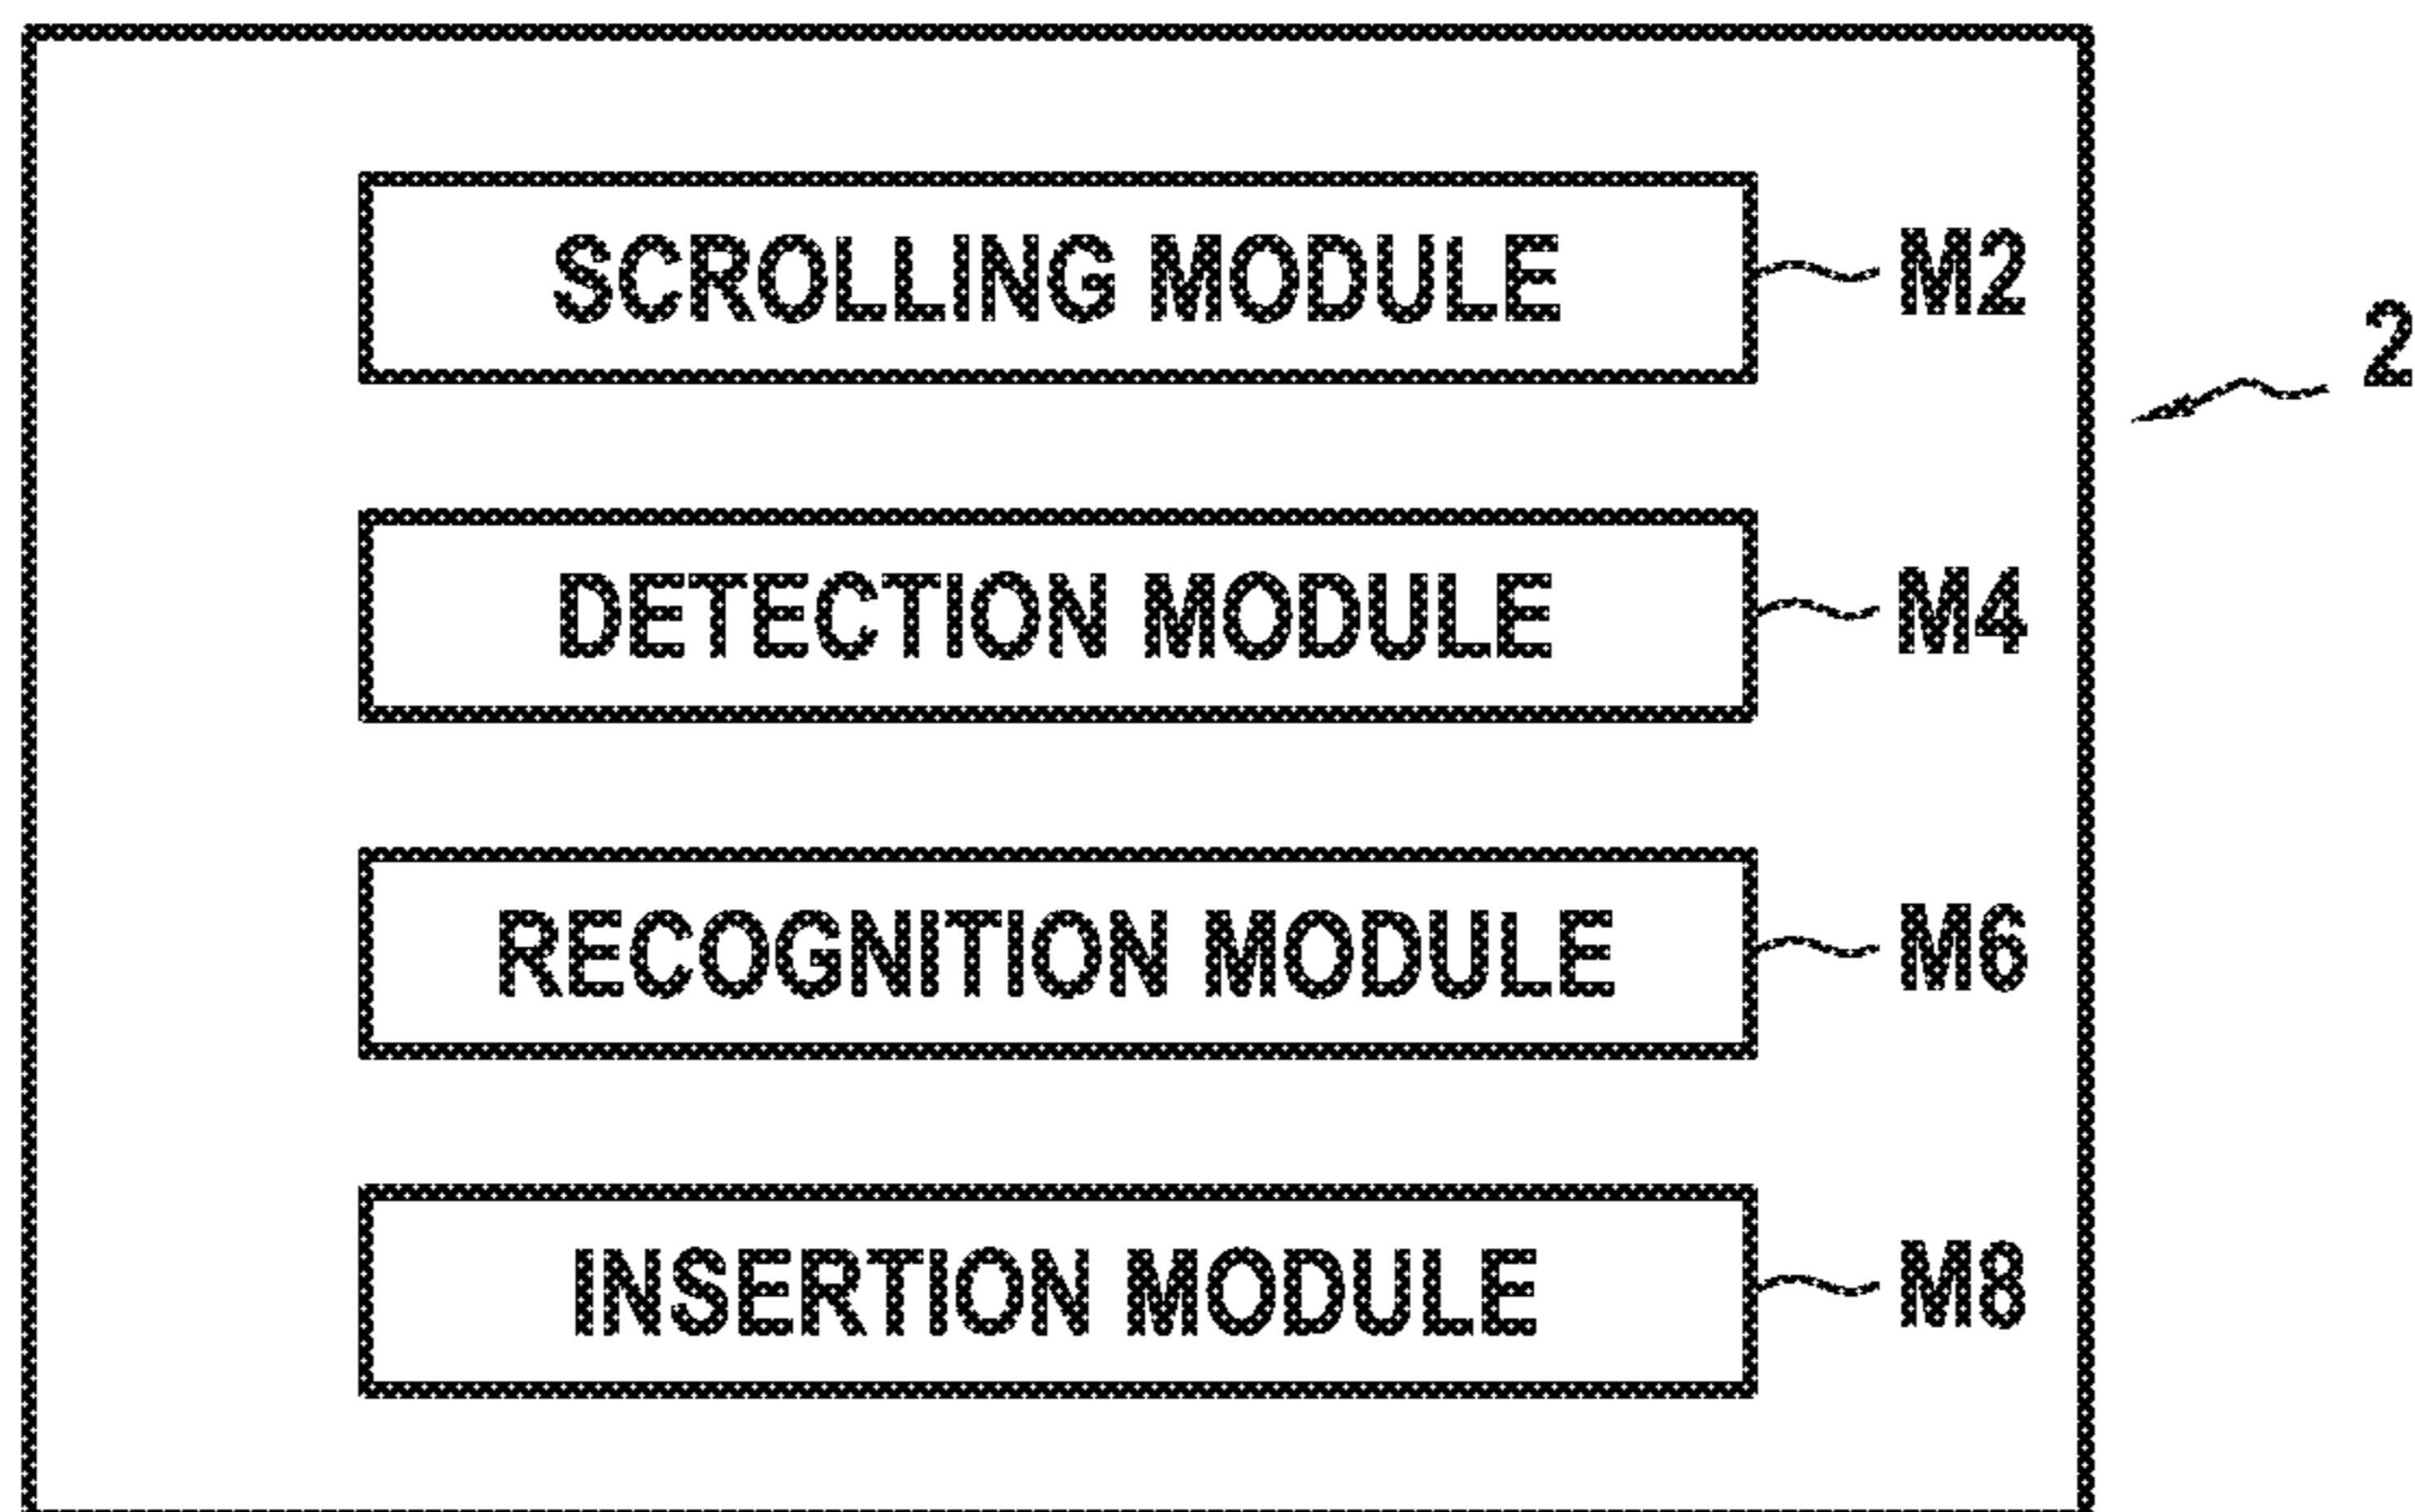 SCROLLING MODULE M2
2
DETECTION MODULE M4
RECOGNITION MODULE M6
INSERTION MODULE M8